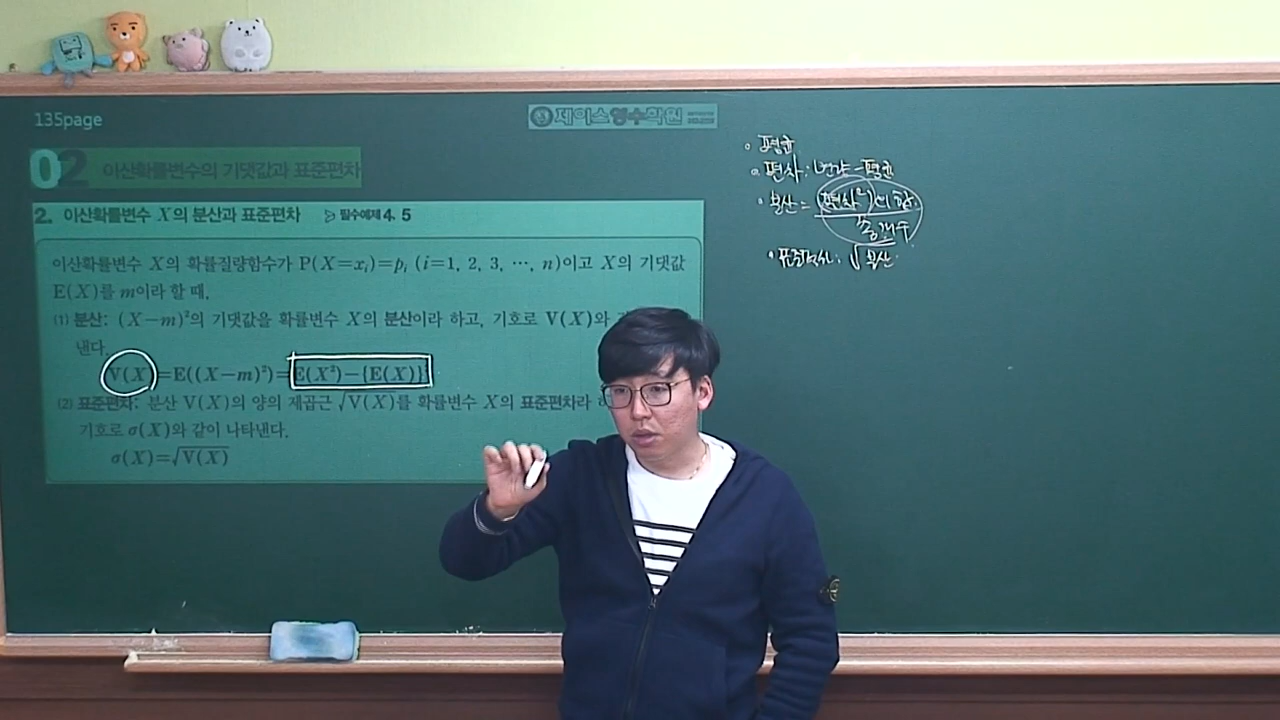 135page
제이스영수학원
02 이산확률변수의 기댓값과 표준편차
2. 이산확률변수 X의 분산과 표준편차 ≫ 필수예제 4, 5
이산확률변수 X의 확률질량함수가 P(X=xᵢ)=pᵢ (i=1, 2, 3, ⋯, n)이고 X의 기댓값
E(X)를 m이라 할 때,
(1) 분산: (X-m)²의 기댓값을 확률변수 X의 분산이라 하고, 기호로 V(X)와
낸다.
V(X)=E((X-m)²)=E(X²)-{E(X)}
(2) 표준편차: 분산 V(X)의 양의 제곱근 √V(X)를 확률변수 X의 표준편차라
기호로 σ(X)와 같이 나타낸다.
σ(X)=√V(X)
• 평균
• 편차: 변량-평균
• 분산 = (편차²)의 합
총개수
• 표준편차: √분산